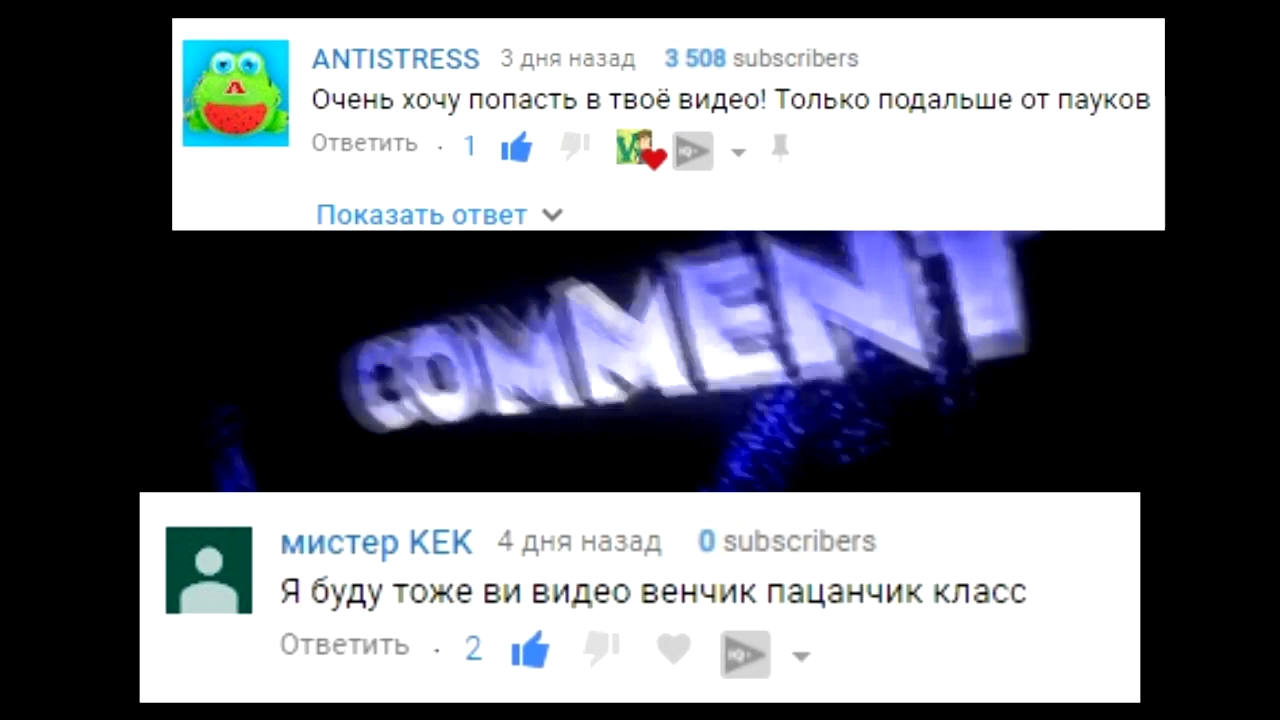 ANTISTRESS 3 дня назад 3 508 subscribers
Очень хочу попасть в твоё видео! Только подальше от пауков
Ответить · 1
Показать ответ
COMMENT
мистер КЕК 4 дня назад 0 subscribers
Я буду тоже ви видео венчик пацанчик класс
Ответить · 2